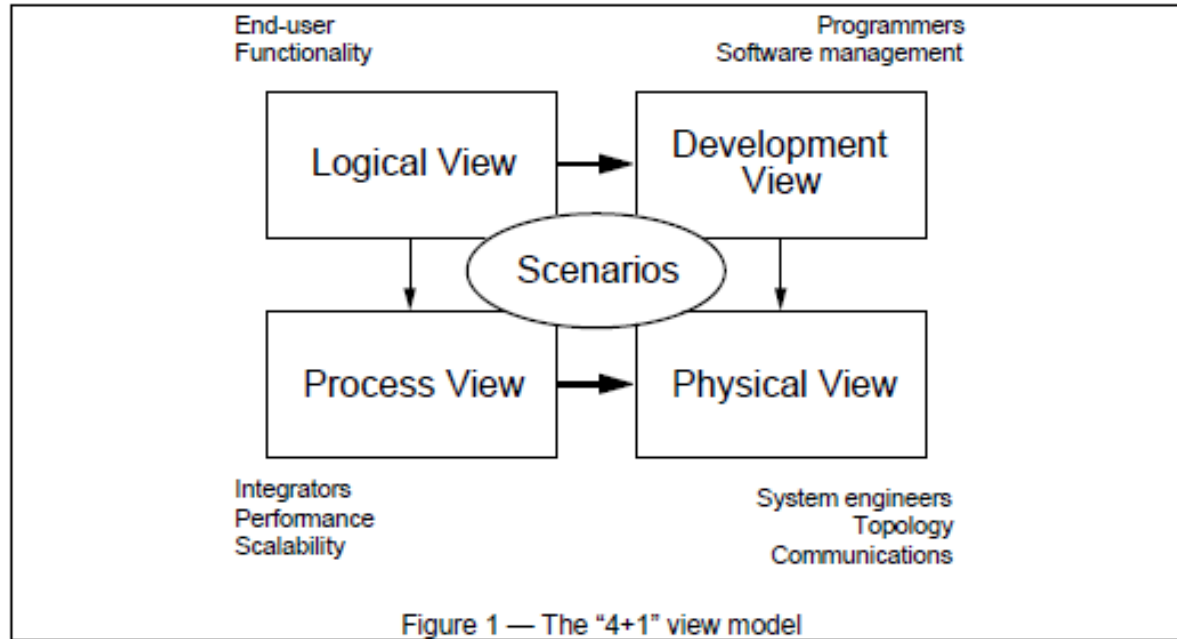 End-user
Functionality
Programmers
Software management
Logical View
Development
View
Scenarios
Process View
Physical View
Integrators
Performance
Scalability
System engineers
Topology
Communications
Figure 1 — The “4+1” view model